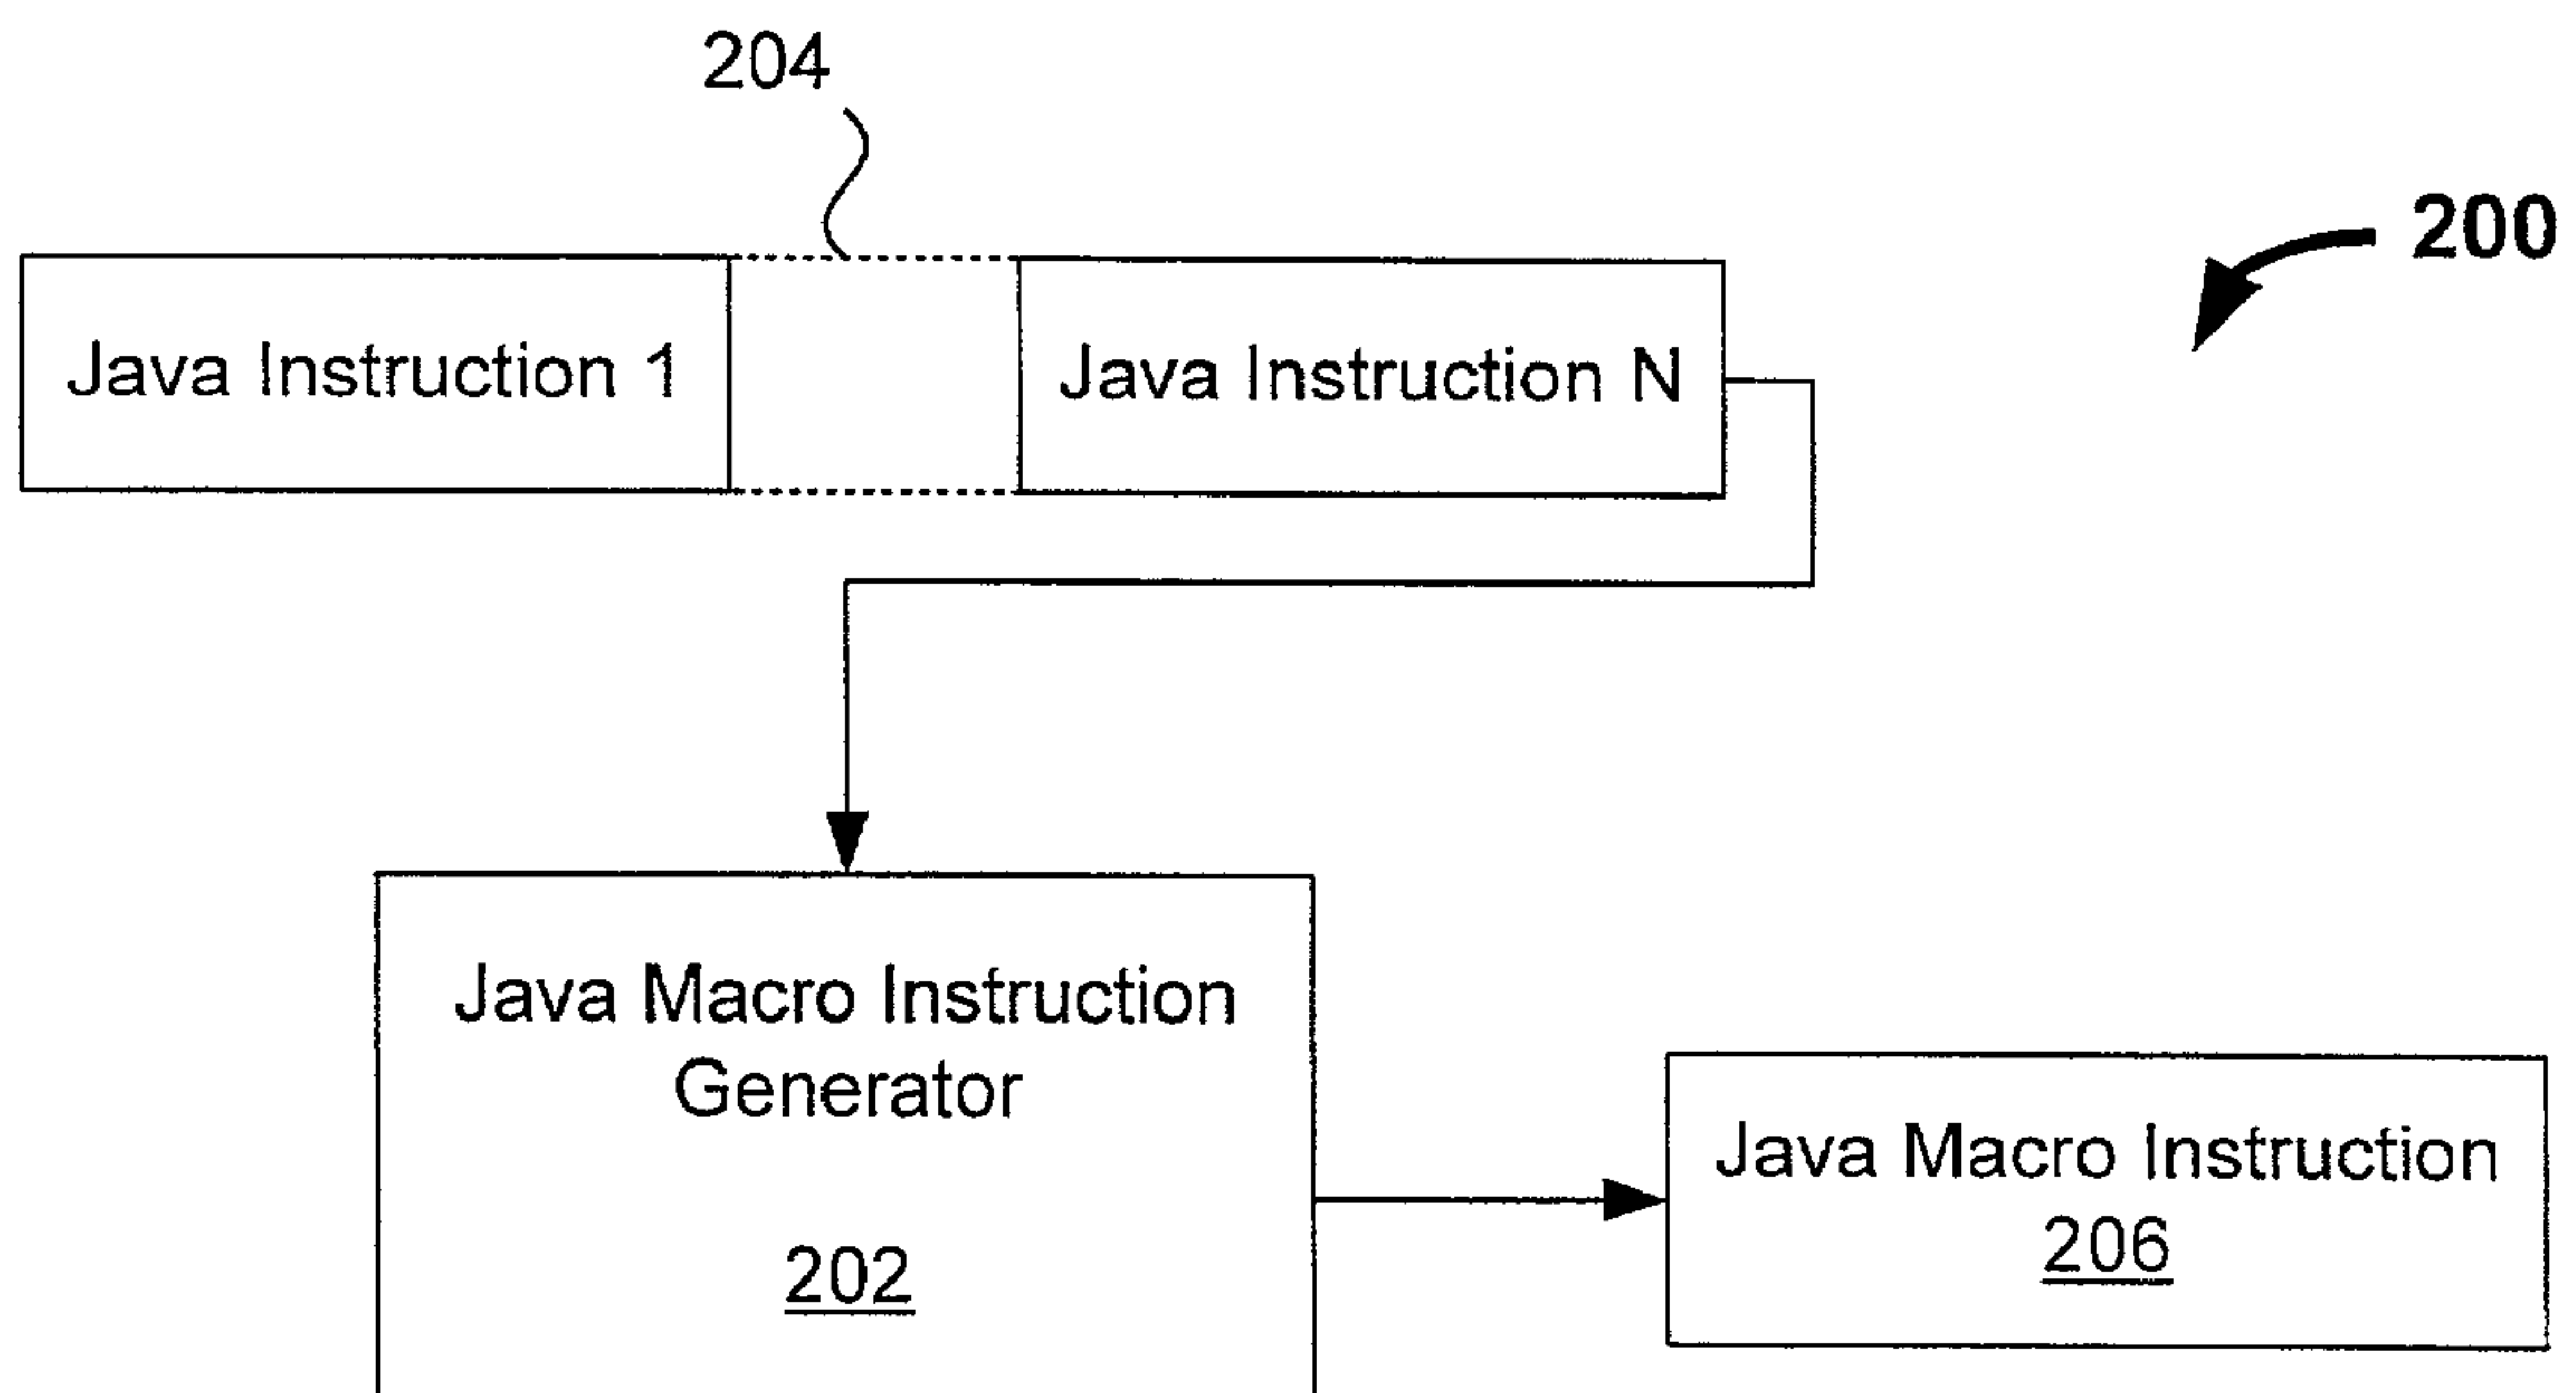 204
200
Java Instruction 1
Java Instruction N
Java Macro Instruction
Generator
202
Java Macro Instruction
206